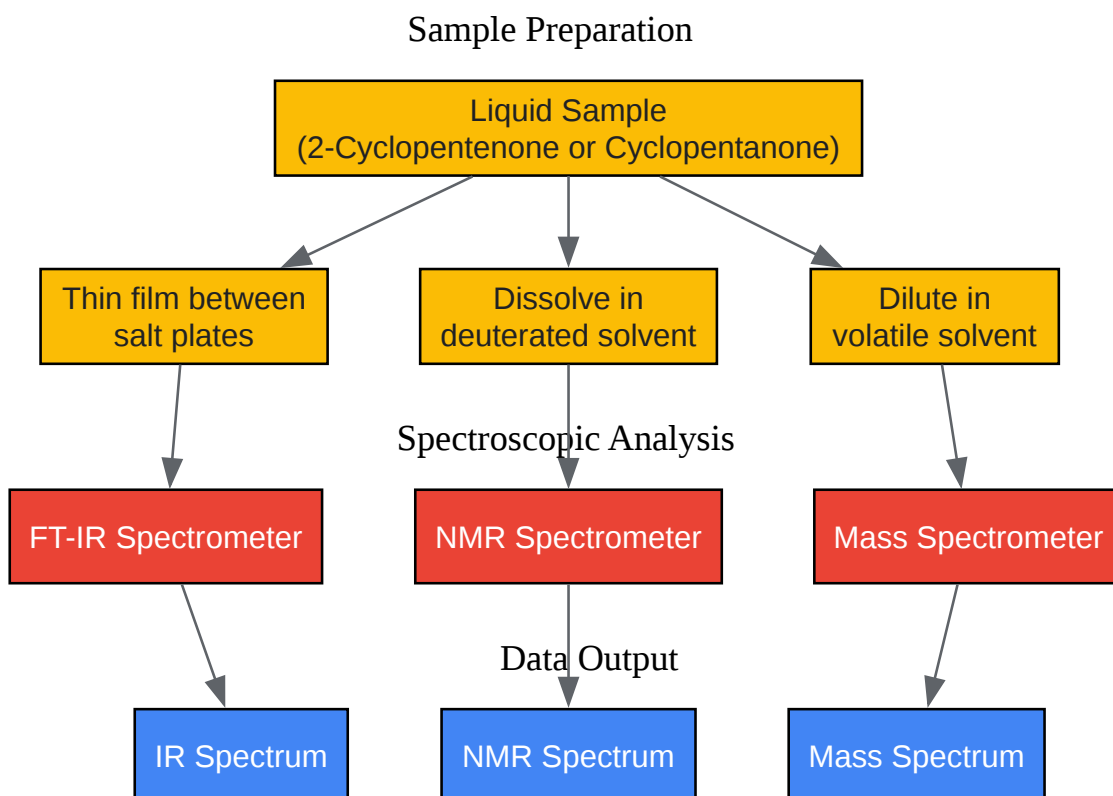 Sample Preparation
Liquid Sample
(2-Cyclopentenone or Cyclopentanone)
Thin film between
salt plates
Dissolve in
deuterated solvent
Dilute in
volatile solvent
Spectroscopic Analysis
FT-IR Spectrometer
NMR Spectrometer
Mass Spectrometer
Data Output
IR Spectrum
NMR Spectrum
Mass Spectrum